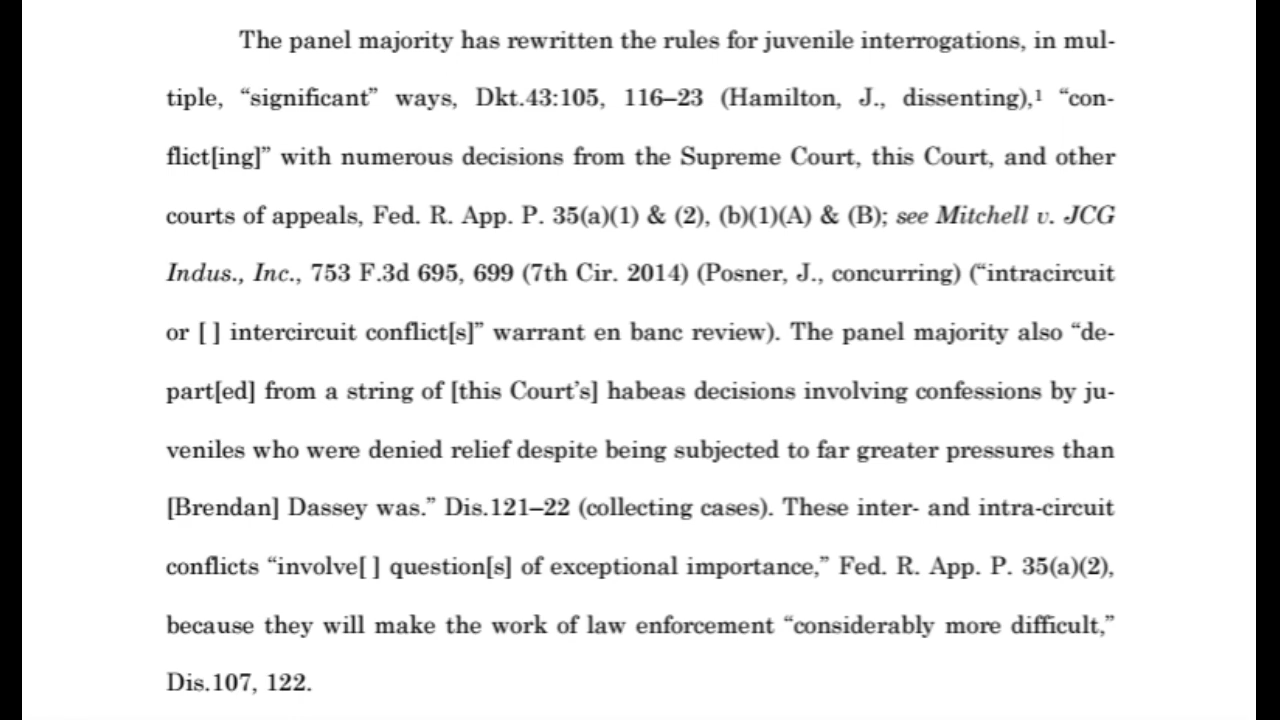 The panel majority has rewritten the rules for juvenile interrogations, in mul-
tiple, “significant” ways, Dkt.43:105, 116–23 (Hamilton, J., dissenting),¹ “con-
flict[ing]” with numerous decisions from the Supreme Court, this Court, and other
courts of appeals, Fed. R. App. P. 35(a)(1) & (2), (b)(1)(A) & (B); see Mitchell v. JCG
Indus., Inc., 753 F.3d 695, 699 (7th Cir. 2014) (Posner, J., concurring) (“intracircuit
or [ ] intercircuit conflict[s]” warrant en banc review). The panel majority also “de-
part[ed] from a string of [this Court’s] habeas decisions involving confessions by ju-
veniles who were denied relief despite being subjected to far greater pressures than
[Brendan] Dassey was.” Dis.121–22 (collecting cases). These inter- and intra-circuit
conflicts “involve[ ] question[s] of exceptional importance,” Fed. R. App. P. 35(a)(2),
because they will make the work of law enforcement “considerably more difficult,”
Dis.107, 122.